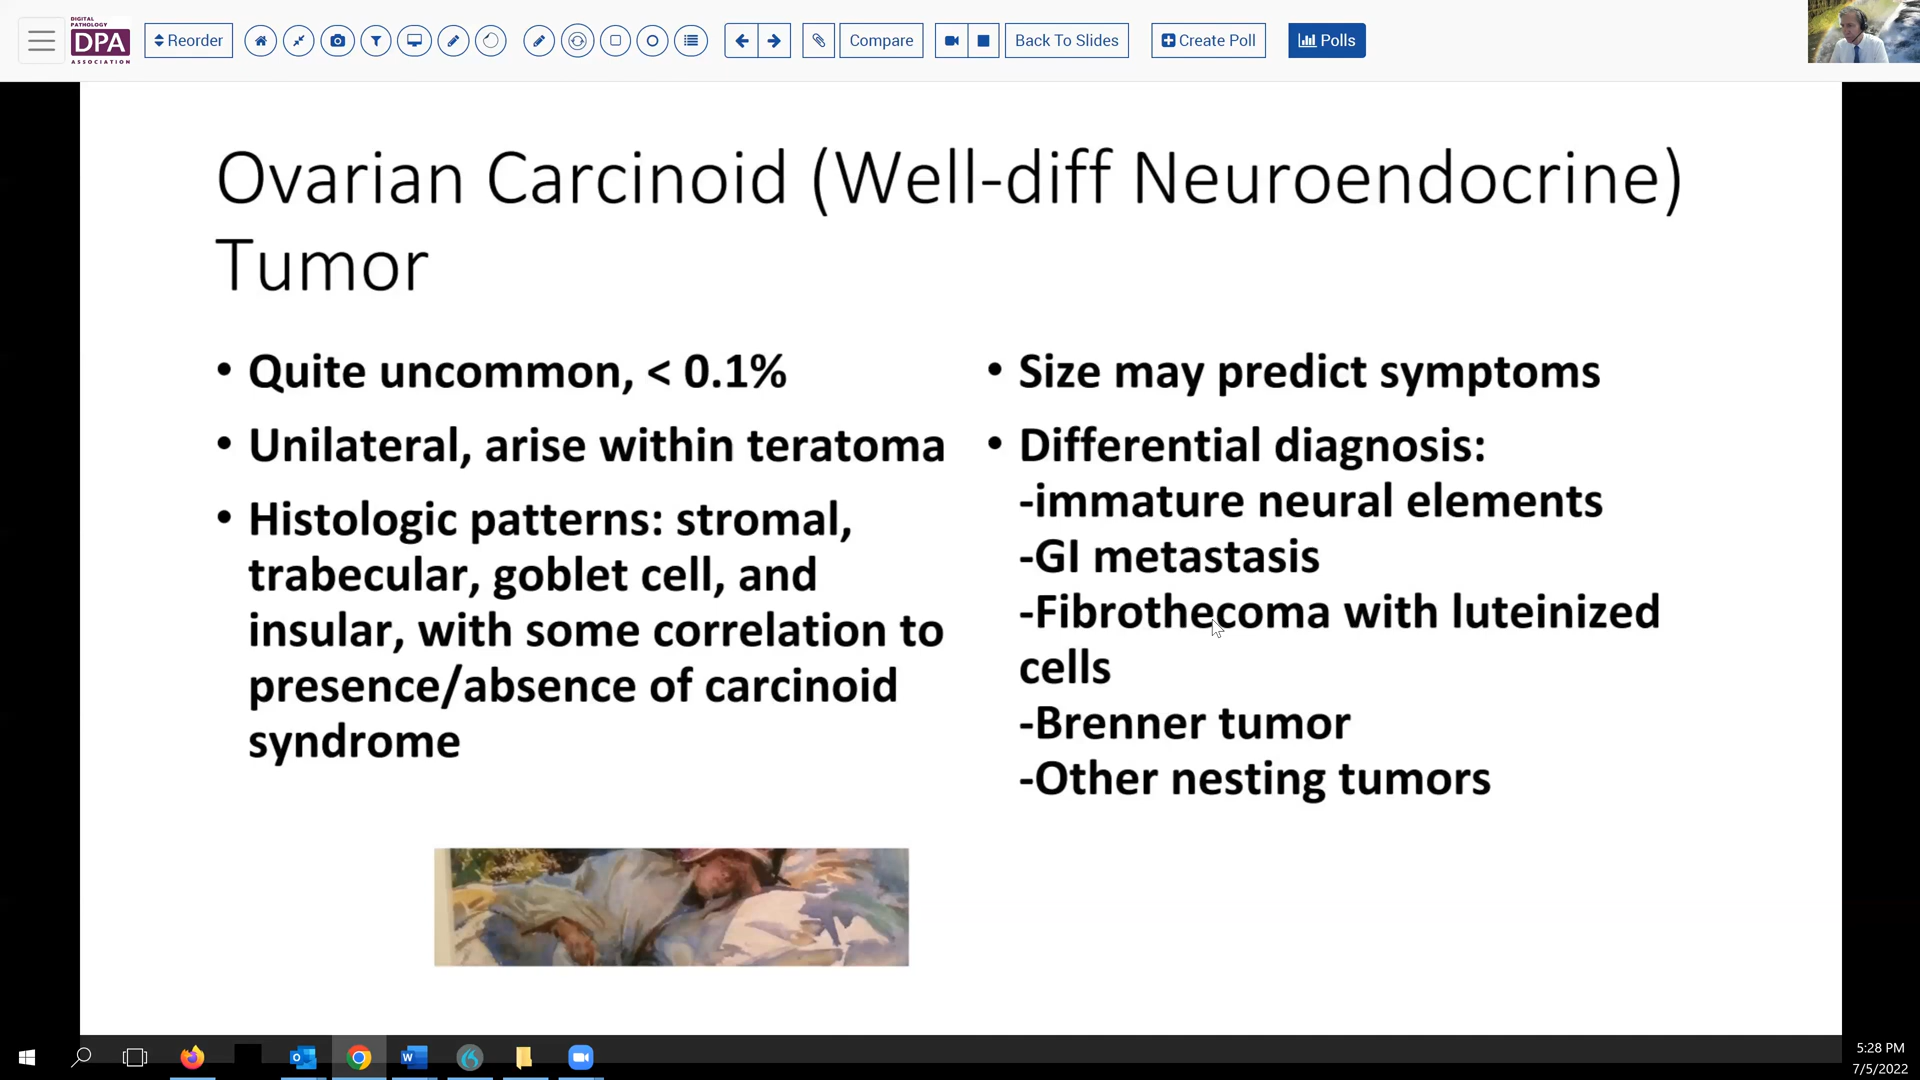 DIGITAL
PATHOLOGY
DPA
ASSOCIATION
Reorder
Compare
Back To Slides
Create Poll
Polls
Ovarian Carcinoid (Well-diff Neuroendocrine)
Tumor
• Quite uncommon, < 0.1%
• Unilateral, arise within teratoma
• Histologic patterns: stromal,
trabecular, goblet cell, and
insular, with some correlation to
presence/absence of carcinoid
syndrome
• Size may predict symptoms
• Differential diagnosis:
-immature neural elements
-GI metastasis
-Fibrothecoma with luteinized
cells
-Brenner tumor
-Other nesting tumors
5:28 PM
7/5/2022